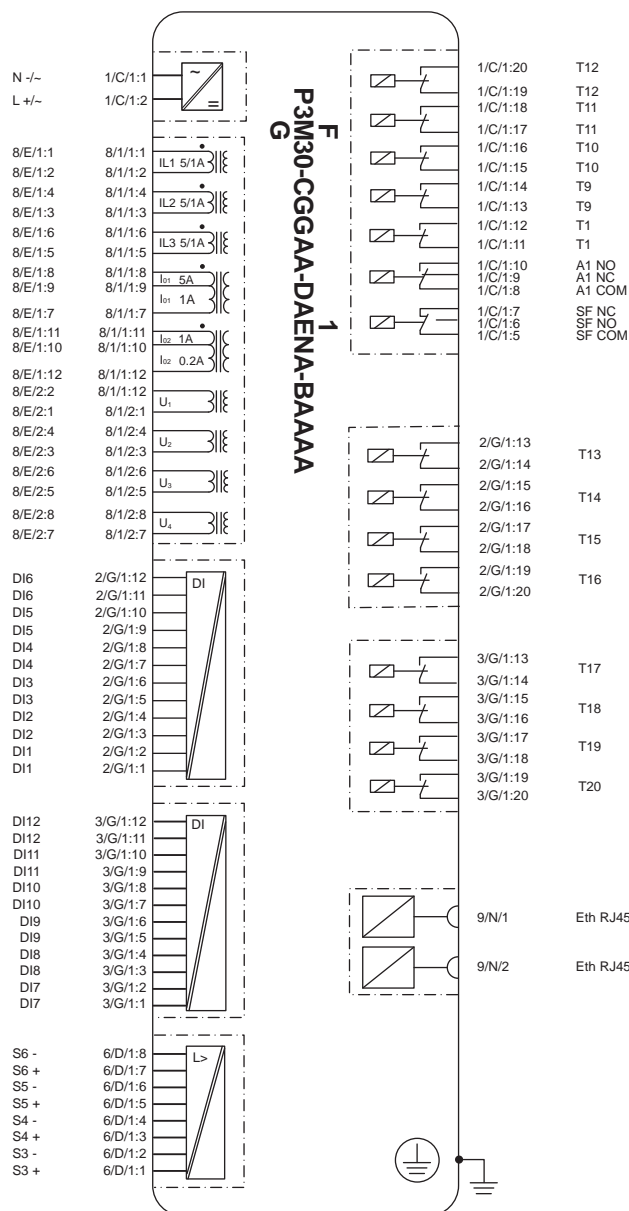 N -/~ 1/C/1:1
L +/~ 1/C/1:2
~
=
8/E/1:1 8/1/1:1
8/E/1:2 8/1/1:2
IL1 5/1A
8/E/1:4 8/1/1:4
8/E/1:3 8/1/1:3
IL2 5/1A
8/E/1:6 8/1/1:6
8/E/1:5 8/1/1:5
IL3 5/1A
8/E/1:8 8/1/1:8
8/E/1:9 8/1/1:9
8/E/1:7 8/1/1:7
I01 5A
I01 1A
8/E/1:11 8/1/1:11
8/E/1:10 8/1/1:10
8/E/1:12 8/1/1:12
I02 1A
I02 0.2A
8/E/2:2 8/1/1:12
8/E/2:1 8/1/2:1
U1
8/E/2:4 8/1/2:4
8/E/2:3 8/1/2:3
U2
8/E/2:6 8/1/2:6
8/E/2:5 8/1/2:5
U3
8/E/2:8 8/1/2:8
8/E/2:7 8/1/2:7
U4
DI6 2/G/1:12
DI6 2/G/1:11
DI5 2/G/1:10
DI5 2/G/1:9
DI4 2/G/1:8
DI4 2/G/1:7
DI3 2/G/1:6
DI3 2/G/1:5
DI2 2/G/1:4
DI2 2/G/1:3
DI1 2/G/1:2
DI1 2/G/1:1
DI
DI12 3/G/1:12
DI12 3/G/1:11
DI11 3/G/1:10
DI11 3/G/1:9
DI10 3/G/1:8
DI10 3/G/1:7
DI9 3/G/1:6
DI9 3/G/1:5
DI8 3/G/1:4
DI8 3/G/1:3
DI7 3/G/1:2
DI7 3/G/1:1
DI
S6 - 6/D/1:8
S6 + 6/D/1:7
S5 - 6/D/1:6
S5 + 6/D/1:5
S4 - 6/D/1:4
S4 + 6/D/1:3
S3 - 6/D/1:2
S3 + 6/D/1:1
L>
F 1
P3M30-CGGAA-DAENA-BAAAA
G
1/C/1:20 T12
1/C/1:19 T12
1/C/1:18 T11
1/C/1:17 T11
1/C/1:16 T10
1/C/1:15 T10
1/C/1:14 T9
1/C/1:13 T9
1/C/1:12 T1
1/C/1:11 T1
1/C/1:10 A1 NO
1/C/1:9 A1 NC
1/C/1:8 A1 COM
1/C/1:7 SF NC
1/C/1:6 SF NO
1/C/1:5 SF COM
2/G/1:13
2/G/1:14
T13
2/G/1:15
2/G/1:16
T14
2/G/1:17
2/G/1:18
T15
2/G/1:19
2/G/1:20
T16
3/G/1:13
3/G/1:14
T17
3/G/1:15
3/G/1:16
T18
3/G/1:17
3/G/1:18
T19
3/G/1:19
3/G/1:20
T20
9/N/1 Eth RJ45
9/N/2 Eth RJ45